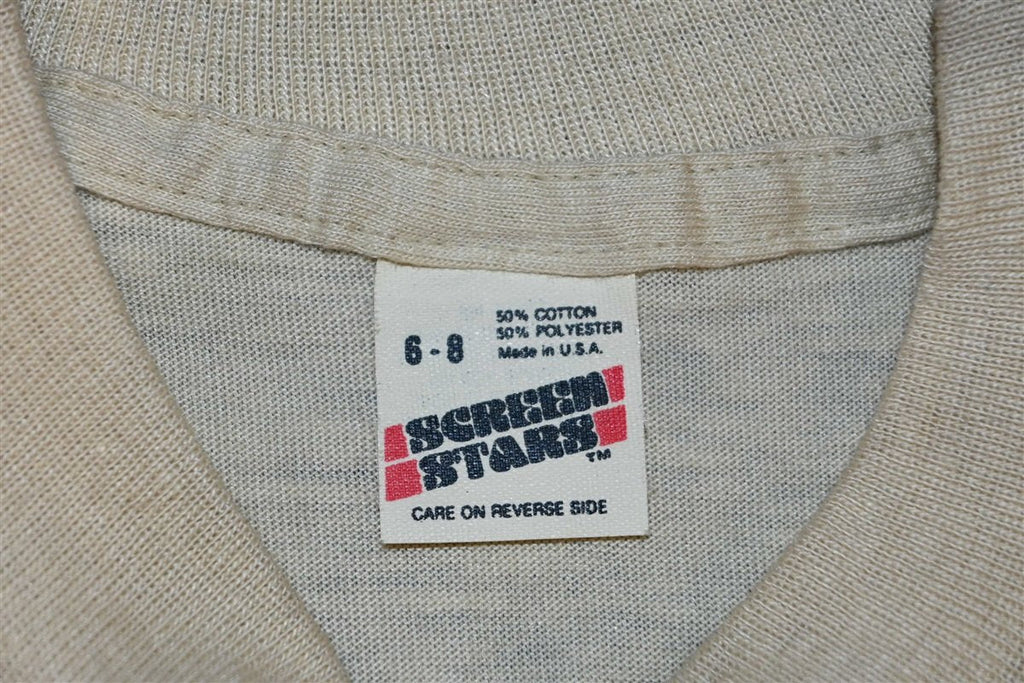 50% COTTON
50% POLYESTER
6-8 Made in U.S.A.
SCREEN
STARS TM
CARE ON REVERSE SIDE